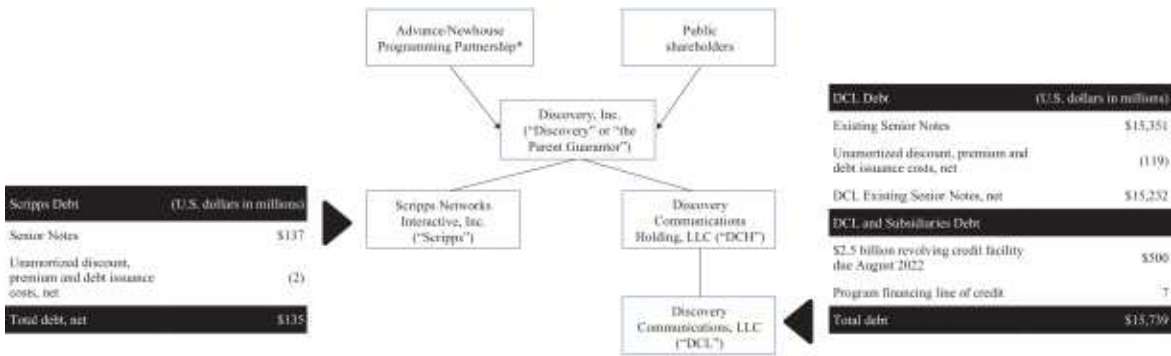 Advance/Newhouse
Programming Partnership*
Public
shareholders
Discovery, Inc.
("Discovery" or "the
Parent Guarantor")
Scripps Debt (U.S. dollars in millions)
Senior Notes $137
Unamortized discount,
premium and debt issuance
costs, net (2)
Total debt, net $135
Scripps Networks
Interactive, Inc.
("Scripps")
Discovery
Communications
Holding, LLC ("DCH")
Discovery
Communications, LLC
("DCL")
DCL Debt (U.S. dollars in millions)
Existing Senior Notes $15,351
Unamortized discount, premium and
debt issuance costs, net (119)
DCL Existing Senior Notes, net $15,232
DCL and Subsidiaries Debt
$2.5 billion revolving credit facility
due August 2022 $500
Program financing line of credit 7
Total debt $15,739